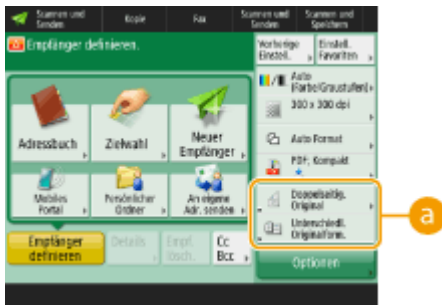 Scannen und
Senden
Kopie
Fax
Scannen und
Senden
Scannen und
Speichern
Empfänger definieren.
Vorherige
Einstell.
Einstell.
Favoriten
Auto
(Farbe/Graustufen)
300 x 300 dpi
Auto Format
PDF; Kompakt
Doppelseitig.
Original
Unterschiedl.
Originalform.
Optionen
Adressbuch
Zielwahl
Neuer
Empfänger
Mobiles
Portal
Persönlicher
Ordner
An eigene
Adr. senden
Empfänger
definieren
Details
Empf.
lösch.
Cc
Bcc
a